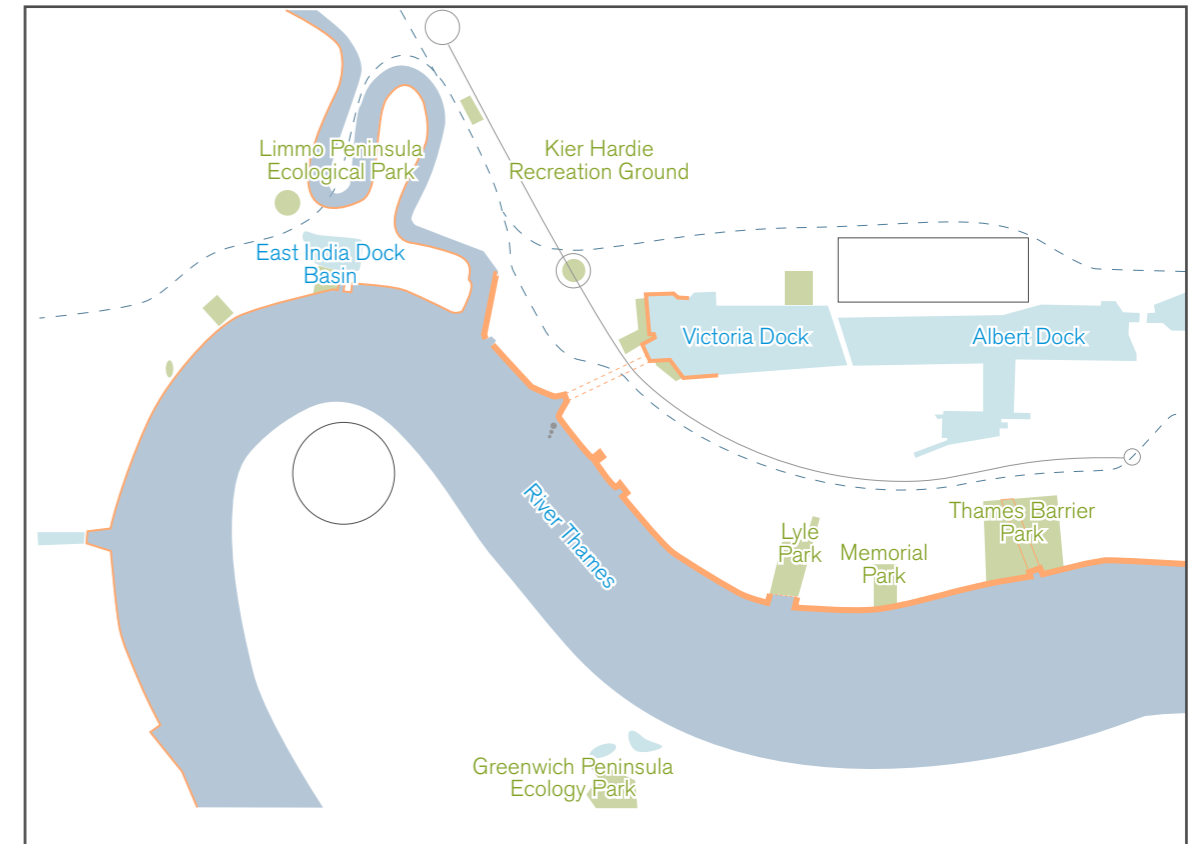 Limmo Peninsula
Ecological Park
Kier Hardie
Recreation Ground
East India Dock
Basin
Victoria Dock
Albert Dock
River Thames
Thames Barrier
Park
Lyle
Park
Memorial
Park
Greenwich Peninsula
Ecology Park